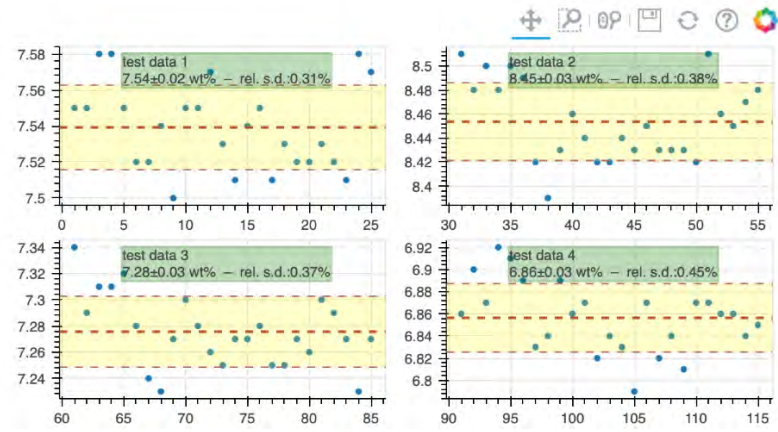 7.58
7.56
7.54
7.52
7.5
test data 1
7.54±0.02 wt% – rel. s.d.:0.31%
0 5 10 15 20 25
8.5
8.48
8.46
8.44
8.42
8.4
test data 2
8.45±0.03 wt% – rel. s.d.:0.38%
30 35 40 45 50 55
7.34
7.32
7.3
7.28
7.26
7.24
test data 3
7.28±0.03 wt% – rel. s.d.:0.37%
60 65 70 75 80 85
6.92
6.9
6.88
6.86
6.84
6.82
6.8
test data 4
6.86±0.03 wt% – rel. s.d.:0.45%
90 95 100 105 110 115